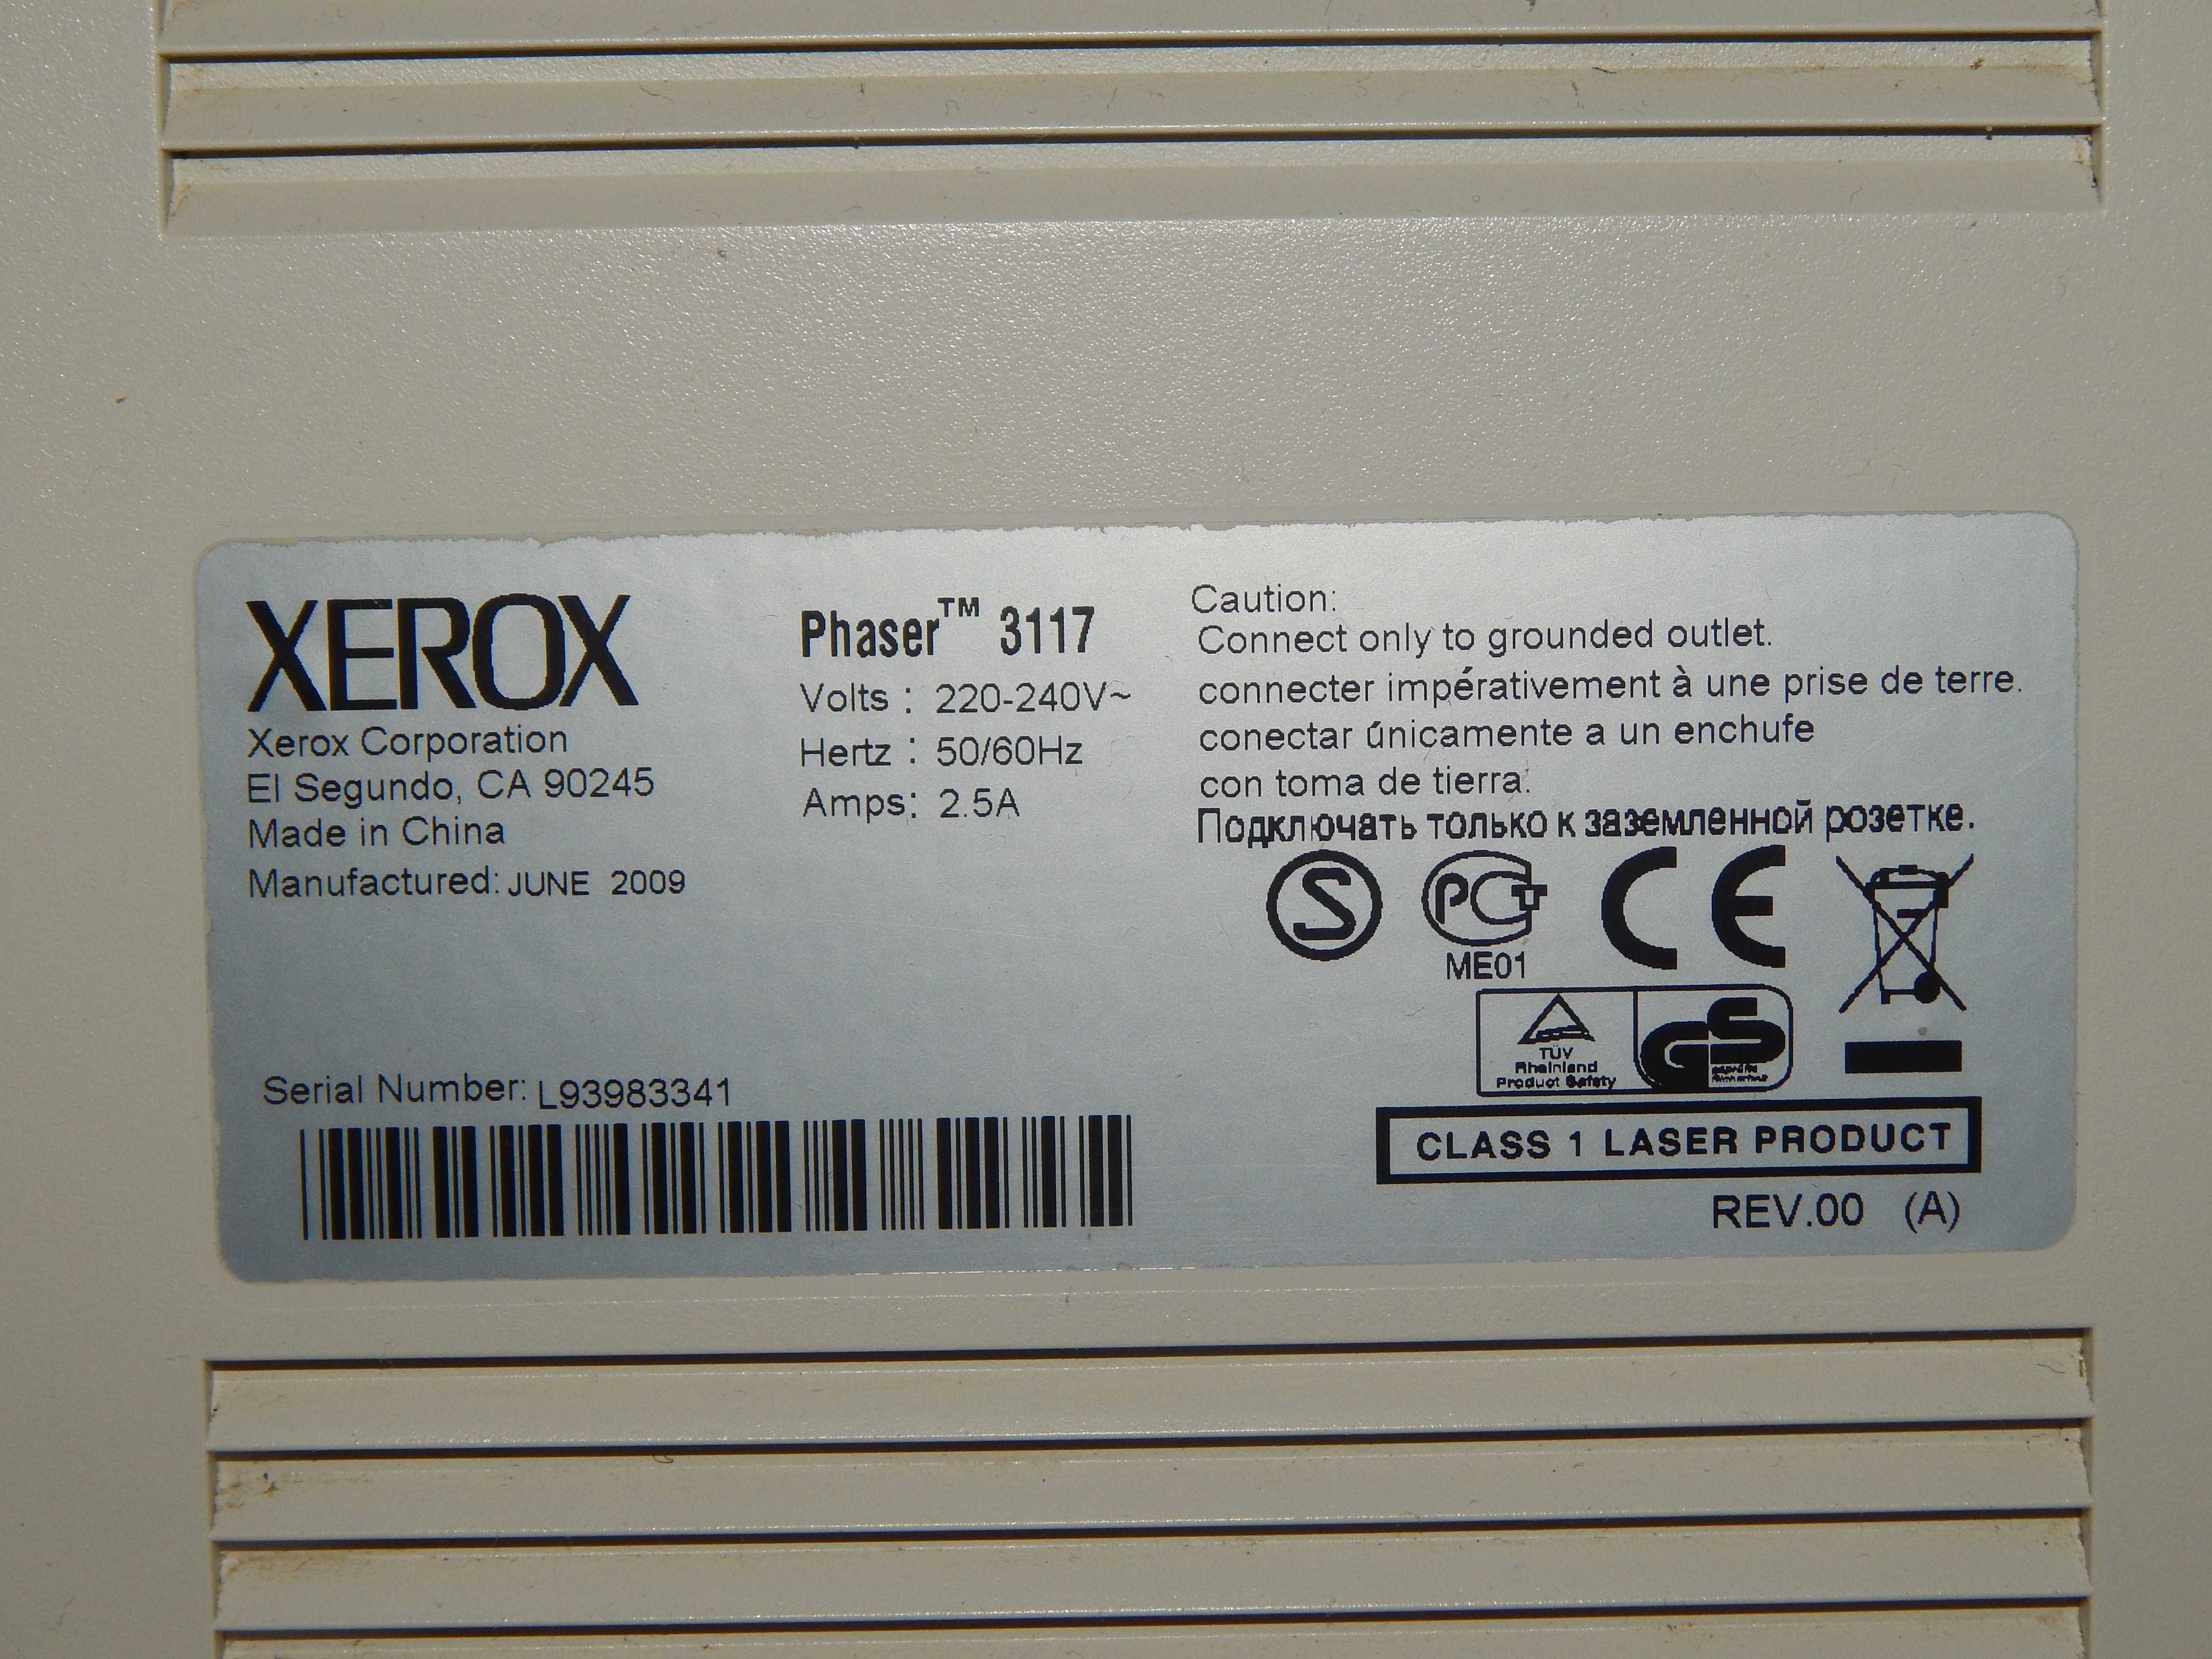 XEROX
Xerox Corporation
El Segundo, CA 90245
Made in China
Manufactured: JUNE 2009
Phaser™ 3117
Volts : 220-240V~
Hertz : 50/60Hz
Amps: 2.5A
Caution:
Connect only to grounded outlet.
connecter impérativement à une prise de terre.
conectar únicamente a un enchufe
con toma de tierra.
Подключать только к заземленной розетке.
S
РСТ
ME01
CE
TÜV
Rheinland
Product Safety
GS
Serial Number: L93983341
CLASS 1 LASER PRODUCT
REV.00 (A)